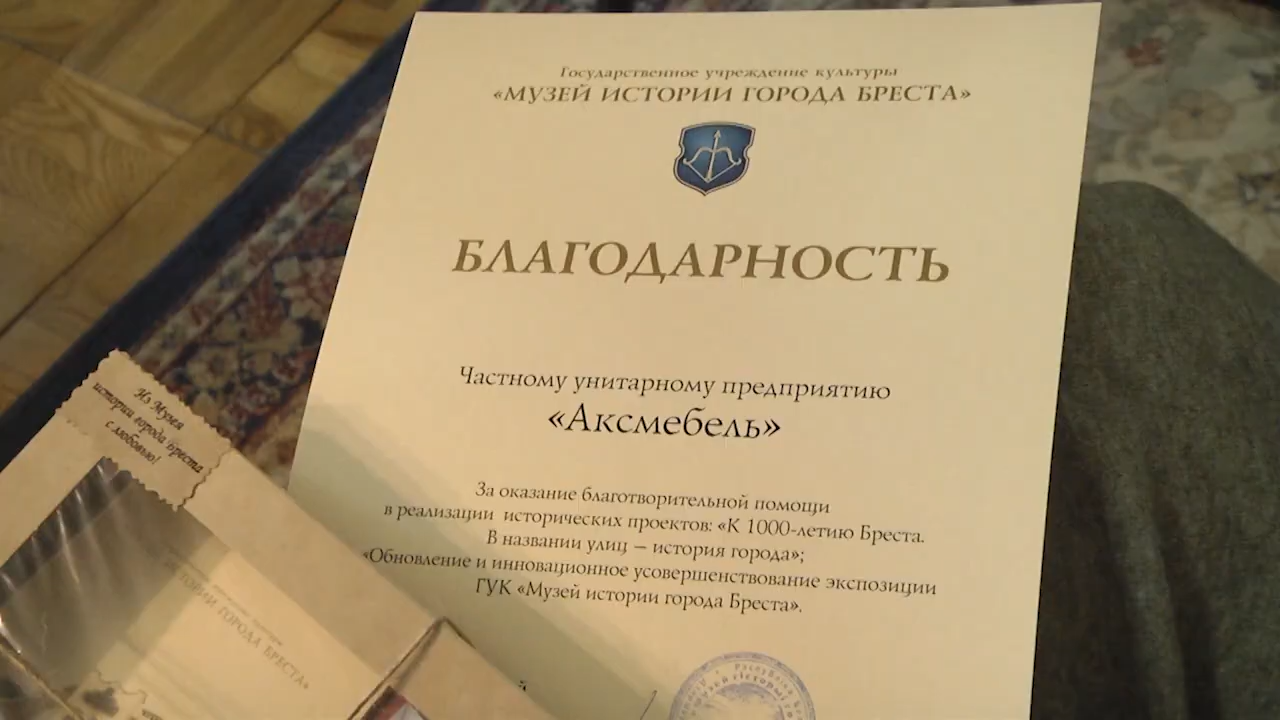 Государственное учреждение культуры
«МУЗЕЙ ИСТОРИИ ГОРОДА БРЕСТА»
БЛАГОДАРНОСТЬ
Частному унитарному предприятию
«Аксмебель»
За оказание благотворительной помощи
в реализации исторических проектов: «К 1000-летию Бреста.
В названии улиц – история города»;
«Обновление и инновационное усовершенствование экспозиции
ГУК «Музей истории города Бреста».
Из Музея
истории города Бреста
с любовью!
ИСТОРИИ ГОРОДА БРЕСТА»